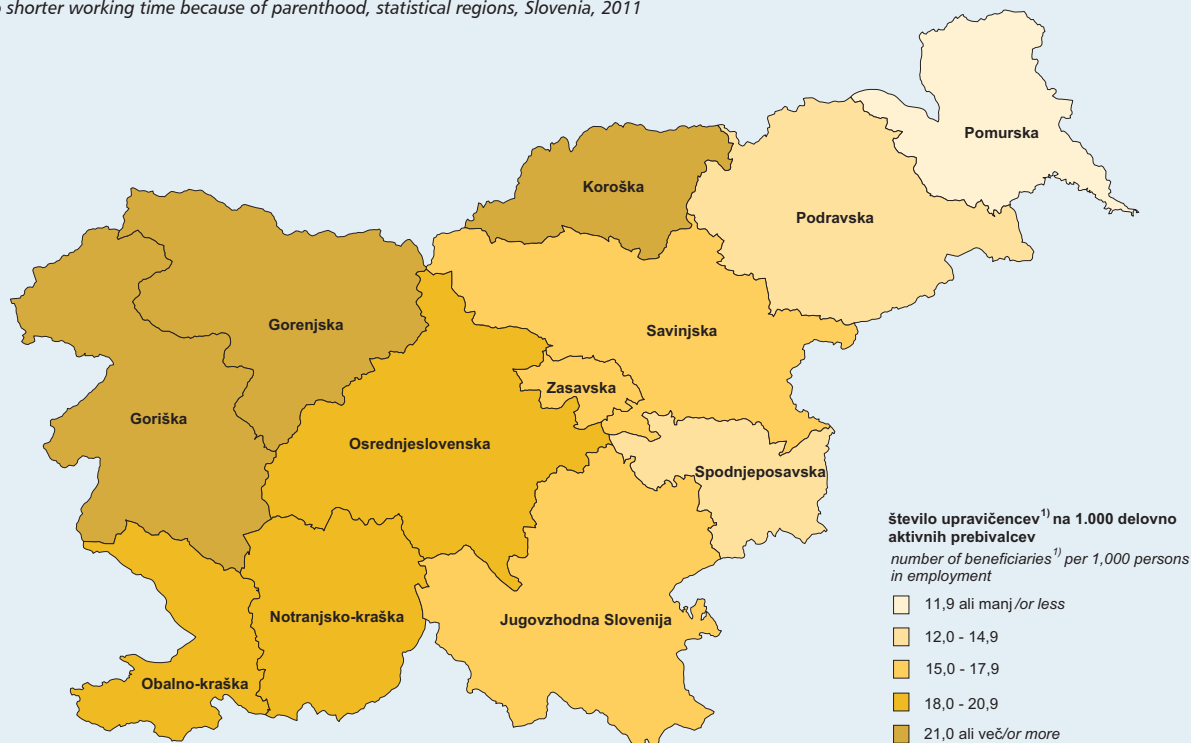 shorter working time because of parenthood, statistical regions, Slovenia, 2011
Pomurska
Koroška
Podravska
Gorenjska
Savinjska
Zasavska
Goriška
Osrednjeslovenska
Spodnjeposavska
Notranjsko-kraška
Jugovzhodna Slovenija
Obalno-kraška
število upravičencev¹⁾ na 1.000 delovno
aktivnih prebivalcev
number of beneficiaries¹⁾ per 1,000 persons
in employment
11,9 ali manj/or less
12,0 - 14,9
15,0 - 17,9
18,0 - 20,9
21,0 ali več/or more